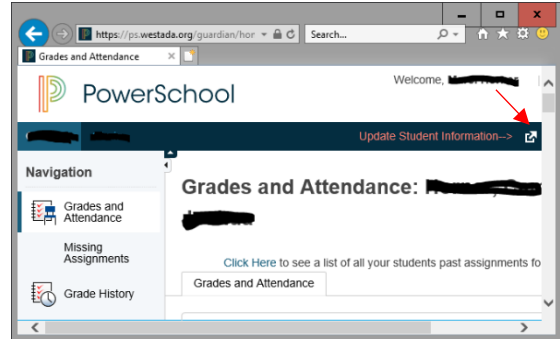 https://ps.westada.org/guardian/hor Search...
Grades and Attendance
PowerSchool
Welcome,
Update Student Information-->
Navigation
Grades and Attendance:
Grades and
Attendance
Missing
Assignments
Click Here to see a list of all your students past assignments fo
Grades and Attendance
Grade History